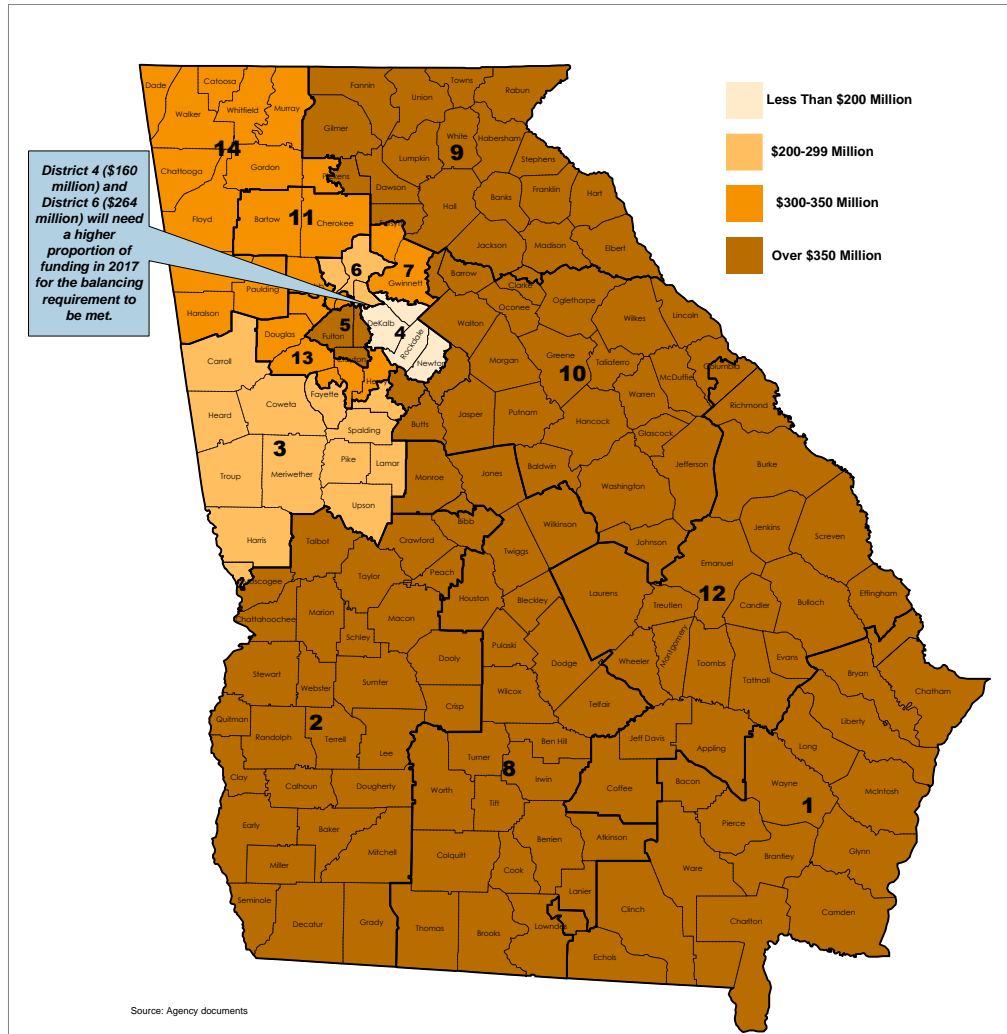 Less Than $200 Million
$200-299 Million
$300-350 Million
Over $350 Million
District 4 ($160
million) and
District 6 ($264
million) will need
a higher
proportion of
funding in 2017
for the balancing
requirement to
be met.
Dade
Catoosa
Walker
Whitfield
Murray
Fannin
Union
Towns
Rabun
Gilmer
White
Habersham
Lumpkin
9
Stephens
14
Chattooga
Gordon
Dawson
Banks
Franklin
Hart
Hall
Floyd
Bartow
11
Cherokee
Jackson
Madison
Elbert
6
7
Gwinnett
Barrow
Clarke
Oconee
Oglethorpe
Haralson
Paulding
Douglas
5
Fulton
DeKalb
4
Rockdale
Newton
Walton
Wilkes
Lincoln
Carroll
13
Morgan
Greene
Taliaferro
10
McDuffie
Columbia
Fayette
Heard
Coweta
Spalding
Butts
Jasper
Putnam
Hancock
Warren
Richmond
Glascock
3
Troup
Meriwether
Pike
Lamar
Monroe
Jones
Baldwin
Washington
Jefferson
Burke
Upson
Harris
Talbot
Crawford
Bibb
Wilkinson
Johnson
Jenkins
Screven
Taylor
Peach
Twiggs
Emanuel
Chattahoochee
Marion
Macon
Houston
Bleckley
Laurens
Treutlen
12
Candler
Bulloch
Effingham
Schley
Dooly
Pulaski
Dodge
Wheeler
Montgomery
Toombs
Evans
Tattnall
Stewart
Webster
Sumter
Crisp
Wilcox
Telfair
Bryan
Chatham
Quitman
Randolph
2
Terrell
Lee
Turner
Ben Hill
Jeff Davis
Appling
Long
Liberty
Clay
Calhoun
Dougherty
Worth
8
Tift
Irwin
Coffee
Bacon
Wayne
1
McIntosh
Early
Baker
Mitchell
Colquitt
Berrien
Atkinson
Pierce
Glynn
Miller
Cook
Ware
Brantley
Seminole
Decatur
Grady
Thomas
Brooks
Lanier
Lowndes
Clinch
Echols
Charlton
Camden
Source: Agency documents